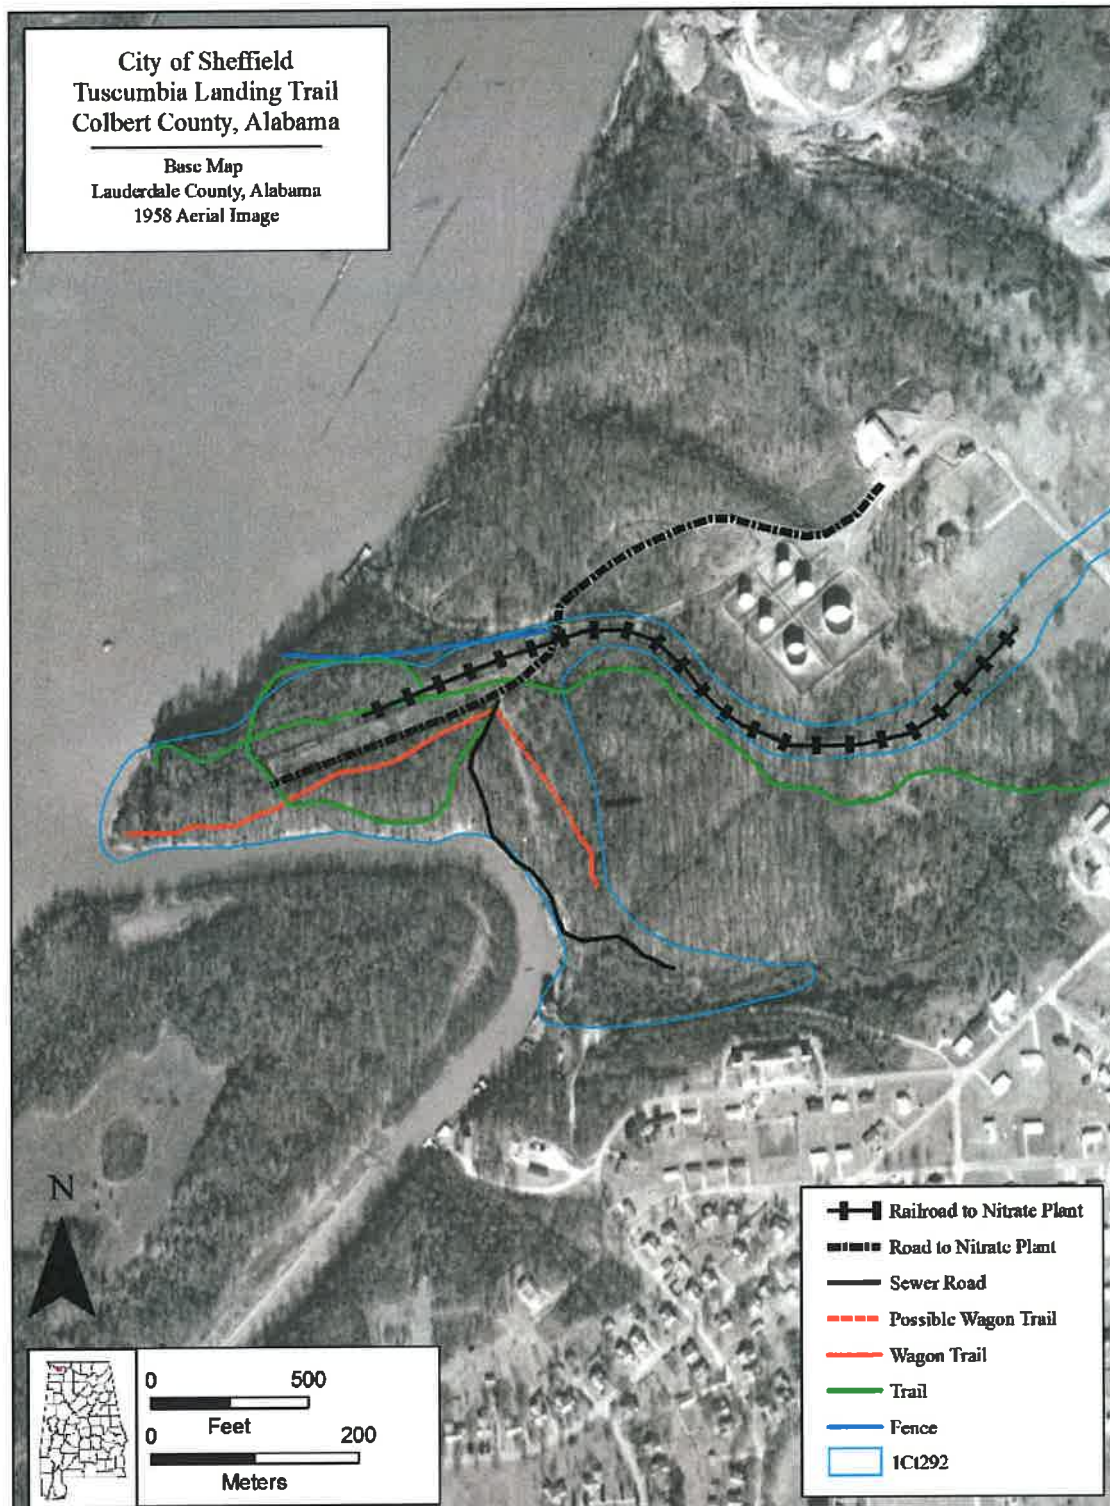 City of Sheffield
Tuscumbia Landing Trail
Colbert County, Alabama
Base Map
Lauderdale County, Alabama
1958 Aerial Image
N
0 500
Feet
0 200
Meters
Railroad to Nitrate Plant
Road to Nitrate Plant
Sewer Road
Possible Wagon Trail
Wagon Trail
Trail
Fence
1Ct292